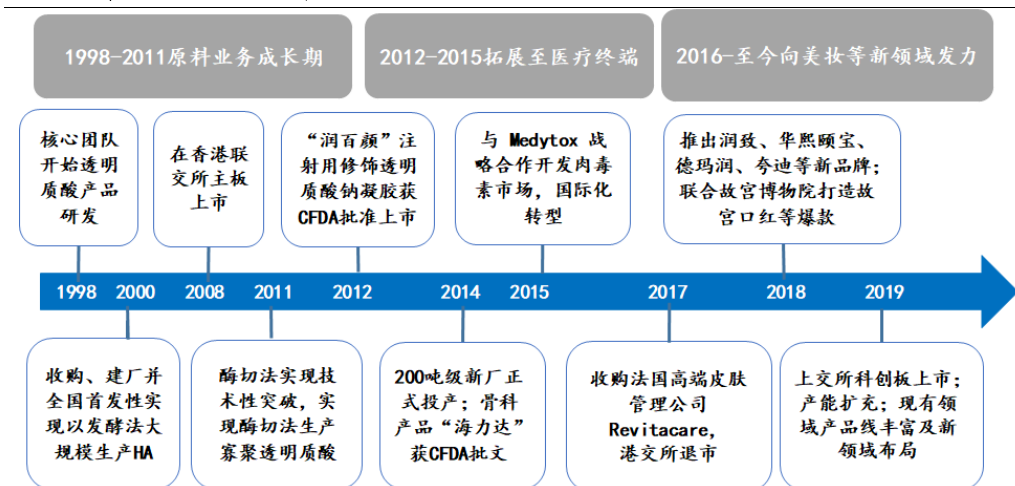 1998-2011原料业务成长期
2012-2015拓展至医疗终端
2016-至今向美妆等新领域发力
核心团队
开始透明
质酸产品
研发
在香港联
交所主板
上市
“润百颜”注
射用修饰透明
质酸钠凝胶获
CFDA批准上市
与 Medytox 战
略合作开发肉毒
素市场，国际化
转型
推出润致、华熙颐宝、
德玛润、夸迪等新品牌；
联合故宫博物院打造故
宫口红等爆款
1998 2000 2008 2011 2012 2014 2015 2017 2018 2019
收购、建厂并
全国首发性实
现以发酵法大
规模生产HA
酶切法实现技
术性突破，实
现酶切法生产
寡聚透明质酸
200吨级新厂正
式投产；骨科
产品“海力达”
获CFDA批文
收购法国高端皮肤
管理公司
Revitacare，
港交所退市
上交所科创板上市；
产能扩充；现有领
域产品线丰富及新
领域布局